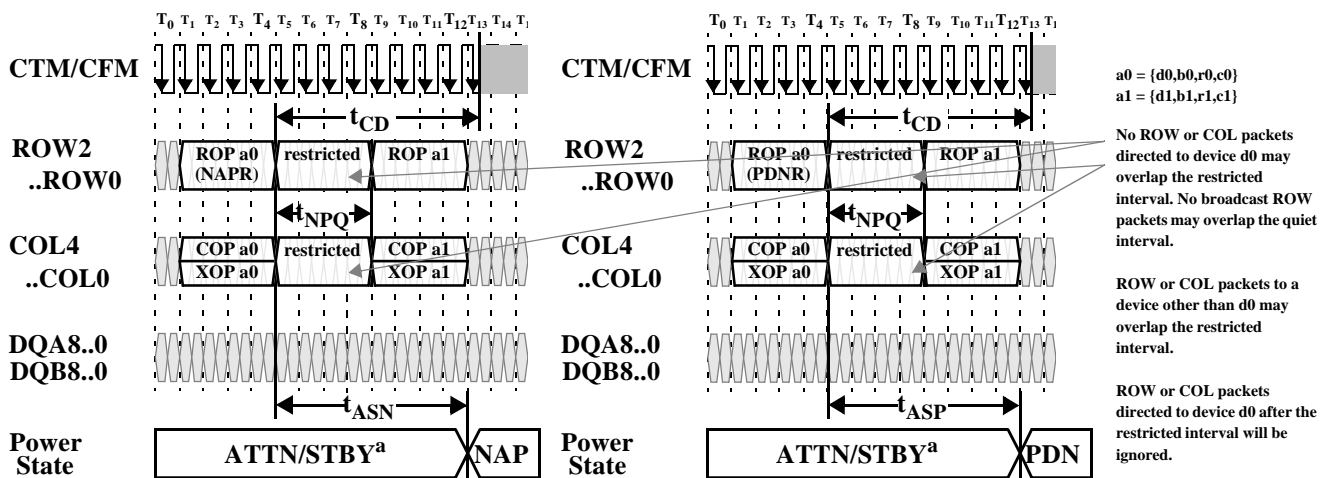 T0 T1 T2 T3 T4 T5 T6 T7 T8 T9 T10 T11 T12 T13 T14 T1
CTM/CFM
tCD
ROW2
..ROW0
ROP a0
(NAPR)
restricted
ROP a1
tNPQ
COL4
..COL0
COP a0
XOP a0
restricted
COP a1
XOP a1
DQA8..0
DQB8..0
tASN
Power
State
ATTN/STBYa
NAP
T0 T1 T2 T3 T4 T5 T6 T7 T8 T9 T10 T11 T12 T13 T1
CTM/CFM
tCD
ROW2
..ROW0
ROP a0
(PDNR)
restricted
ROP a1
tNPQ
COL4
..COL0
COP a0
XOP a0
restricted
COP a1
XOP a1
DQA8..0
DQB8..0
tASP
Power
State
ATTN/STBYa
PDN
a0 = {d0,b0,r0,c0}
a1 = {d1,b1,r1,c1}
No ROW or COL packets
directed to device d0 may
overlap the restricted
interval. No broadcast ROW
packets may overlap the quiet
interval.
ROW or COL packets to a
device other than d0 may
overlap the restricted
interval.
ROW or COL packets
directed to device d0 after the
restricted interval will be
ignored.